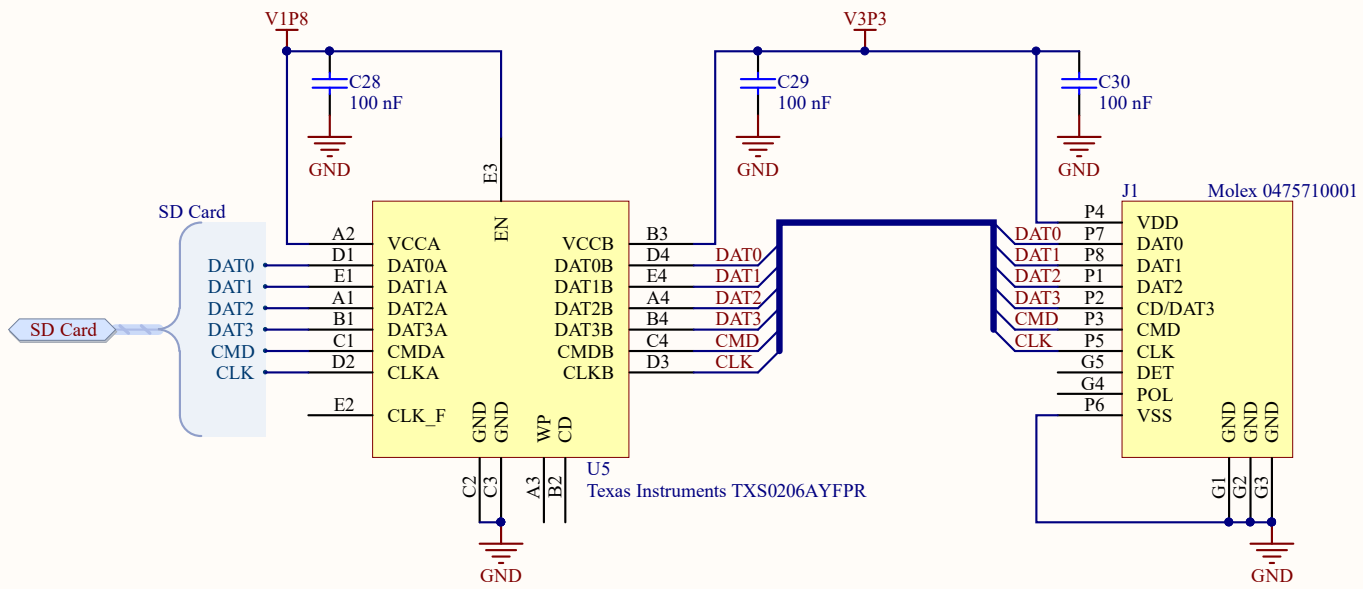 V1P8
V3P3
C28
100 nF
C29
100 nF
C30
100 nF
GND
GND
GND
E3
J1
Molex 0475710001
SD Card
SD Card
DAT0
DAT1
DAT2
DAT3
CMD
CLK
A2
D1
E1
A1
B1
C1
D2
E2
EN
VCCA
DAT0A
DAT1A
DAT2A
DAT3A
CMDA
CLKA
CLK_F
VCCB
DAT0B
DAT1B
DAT2B
DAT3B
CMDB
CLKB
GND
GND
WP
CD
B3
D4
E4
A4
B4
C4
D3
DAT0
DAT1
DAT2
DAT3
CMD
CLK
C2
C3
A3
B2
U5
Texas Instruments TXS0206AYFPR
GND
DAT0
DAT1
DAT2
DAT3
CMD
CLK
P4
P7
P8
P1
P2
P3
P5
G5
G4
P6
VDD
DAT0
DAT1
DAT2
CD/DAT3
CMD
CLK
DET
POL
VSS
GND
GND
GND
G1
G2
G3
GND